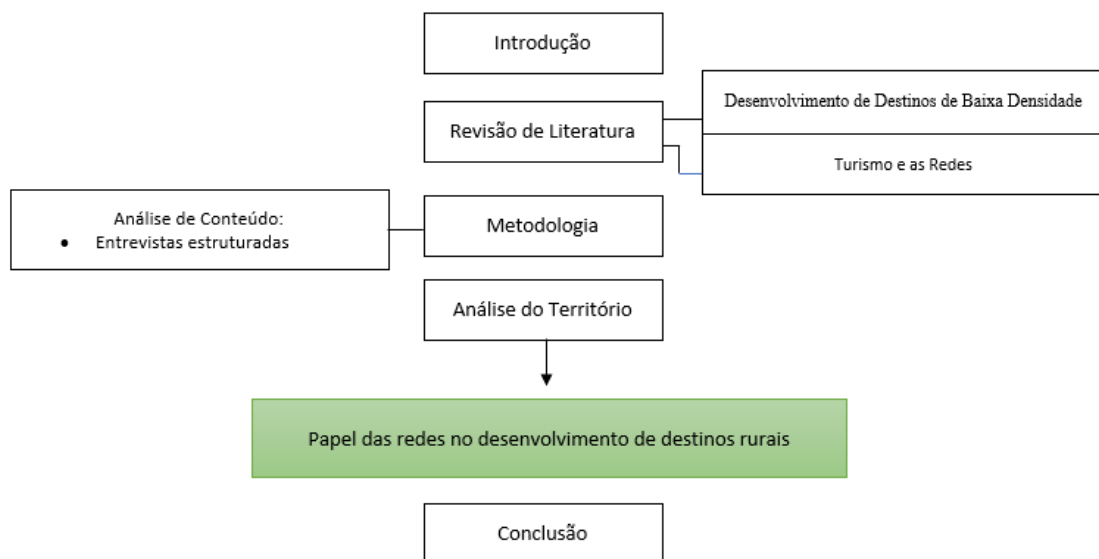 Introdução
Revisão de Literatura
Desenvolvimento de Destinos de Baixa Densidade
Turismo e as Redes
Metodologia
Análise de Conteúdo:
• Entrevistas estruturadas
Análise do Território
Papel das redes no desenvolvimento de destinos rurais
Conclusão